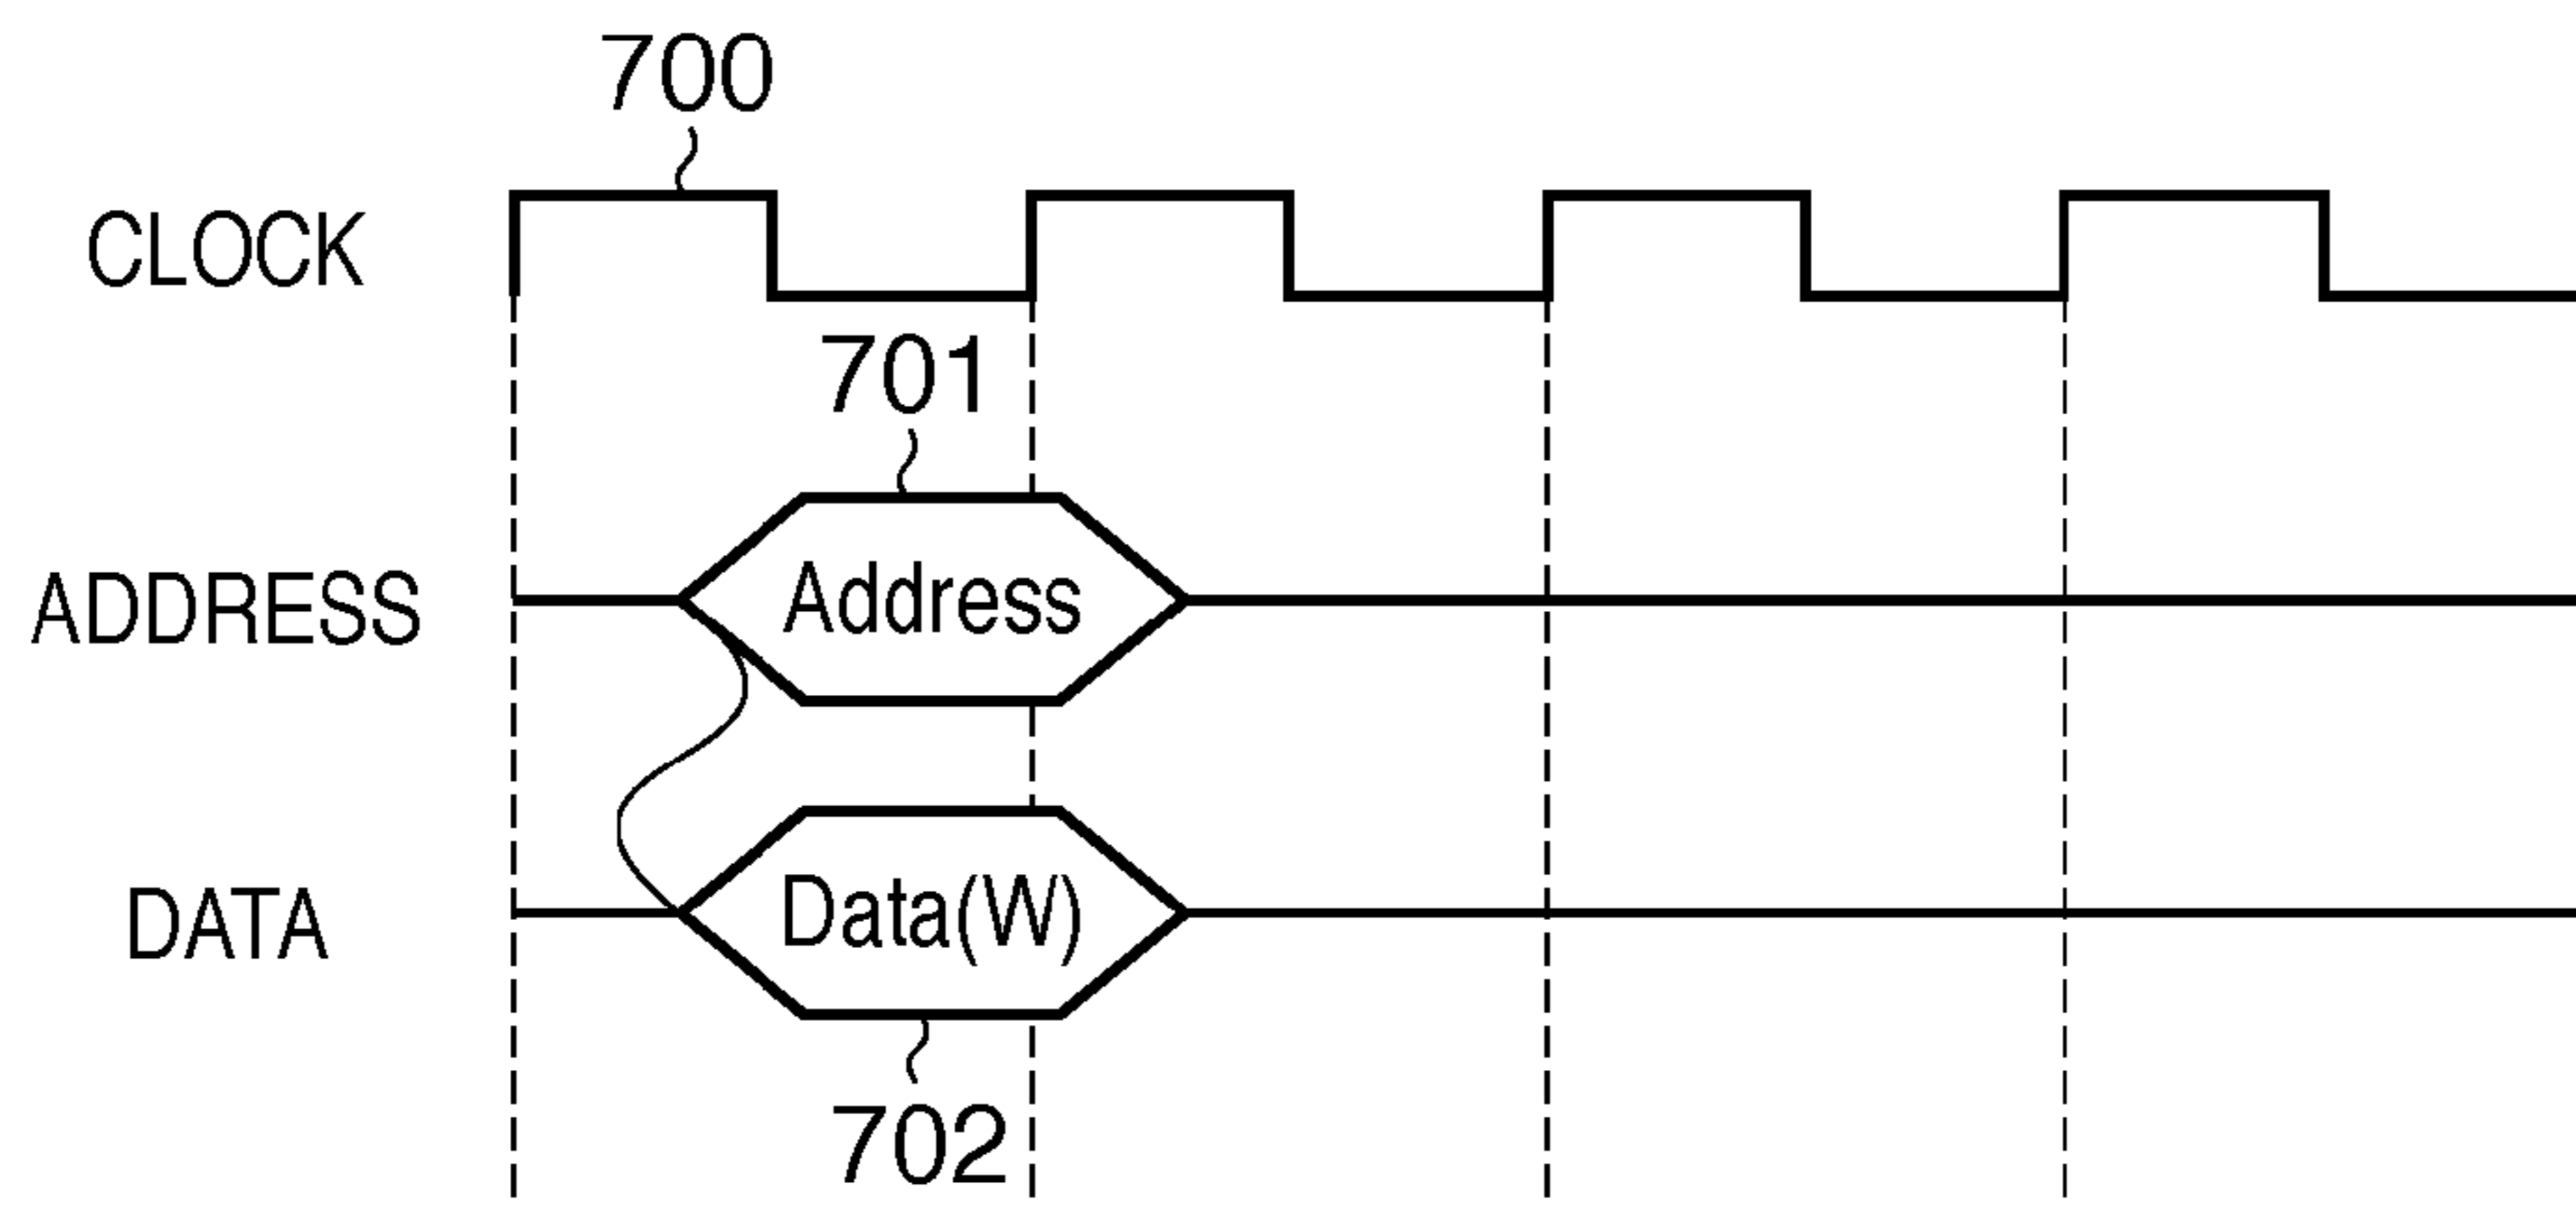 700
CLOCK
701
ADDRESS
Address
DATA
Data(W)
702